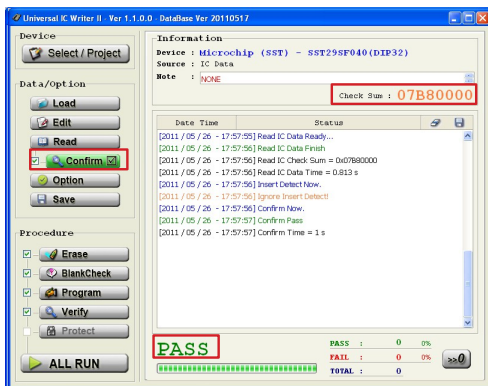 Universal IC Writer II - Ver 1.1.0.0 - DataBase Ver 20110517
Device
Select / Project
Data/Option
Load
Edit
Read
Confirm
Option
Save
Procedure
Erase
BlankCheck
Program
Verify
Protect
ALL RUN
Information
Device : Microchip (SST) - SST29SF040(DIP32)
Source : IC Data
Note : NONE
Check Sum : 07B80000
Date Time Status
[2011 / 05 / 26 - 17:57:55] Read IC Data Ready...
[2011 / 05 / 26 - 17:57:56] Read IC Data Finish
[2011 / 05 / 26 - 17:57:56] Read IC Check Sum = 0x07B80000
[2011 / 05 / 26 - 17:57:56] Read IC Data Time = 0.813 s
[2011 / 05 / 26 - 17:57:56] Insert Detect Now.
[2011 / 05 / 26 - 17:57:56] Ignore Insert Detect!
[2011 / 05 / 26 - 17:57:56] Confirm Now.
[2011 / 05 / 26 - 17:57:57] Confirm Pass
[2011 / 05 / 26 - 17:57:57] Confirm Time = 1 s
PASS
PASS : 0 0%
FAIL : 0 0%
TOTAL : 0
>>0